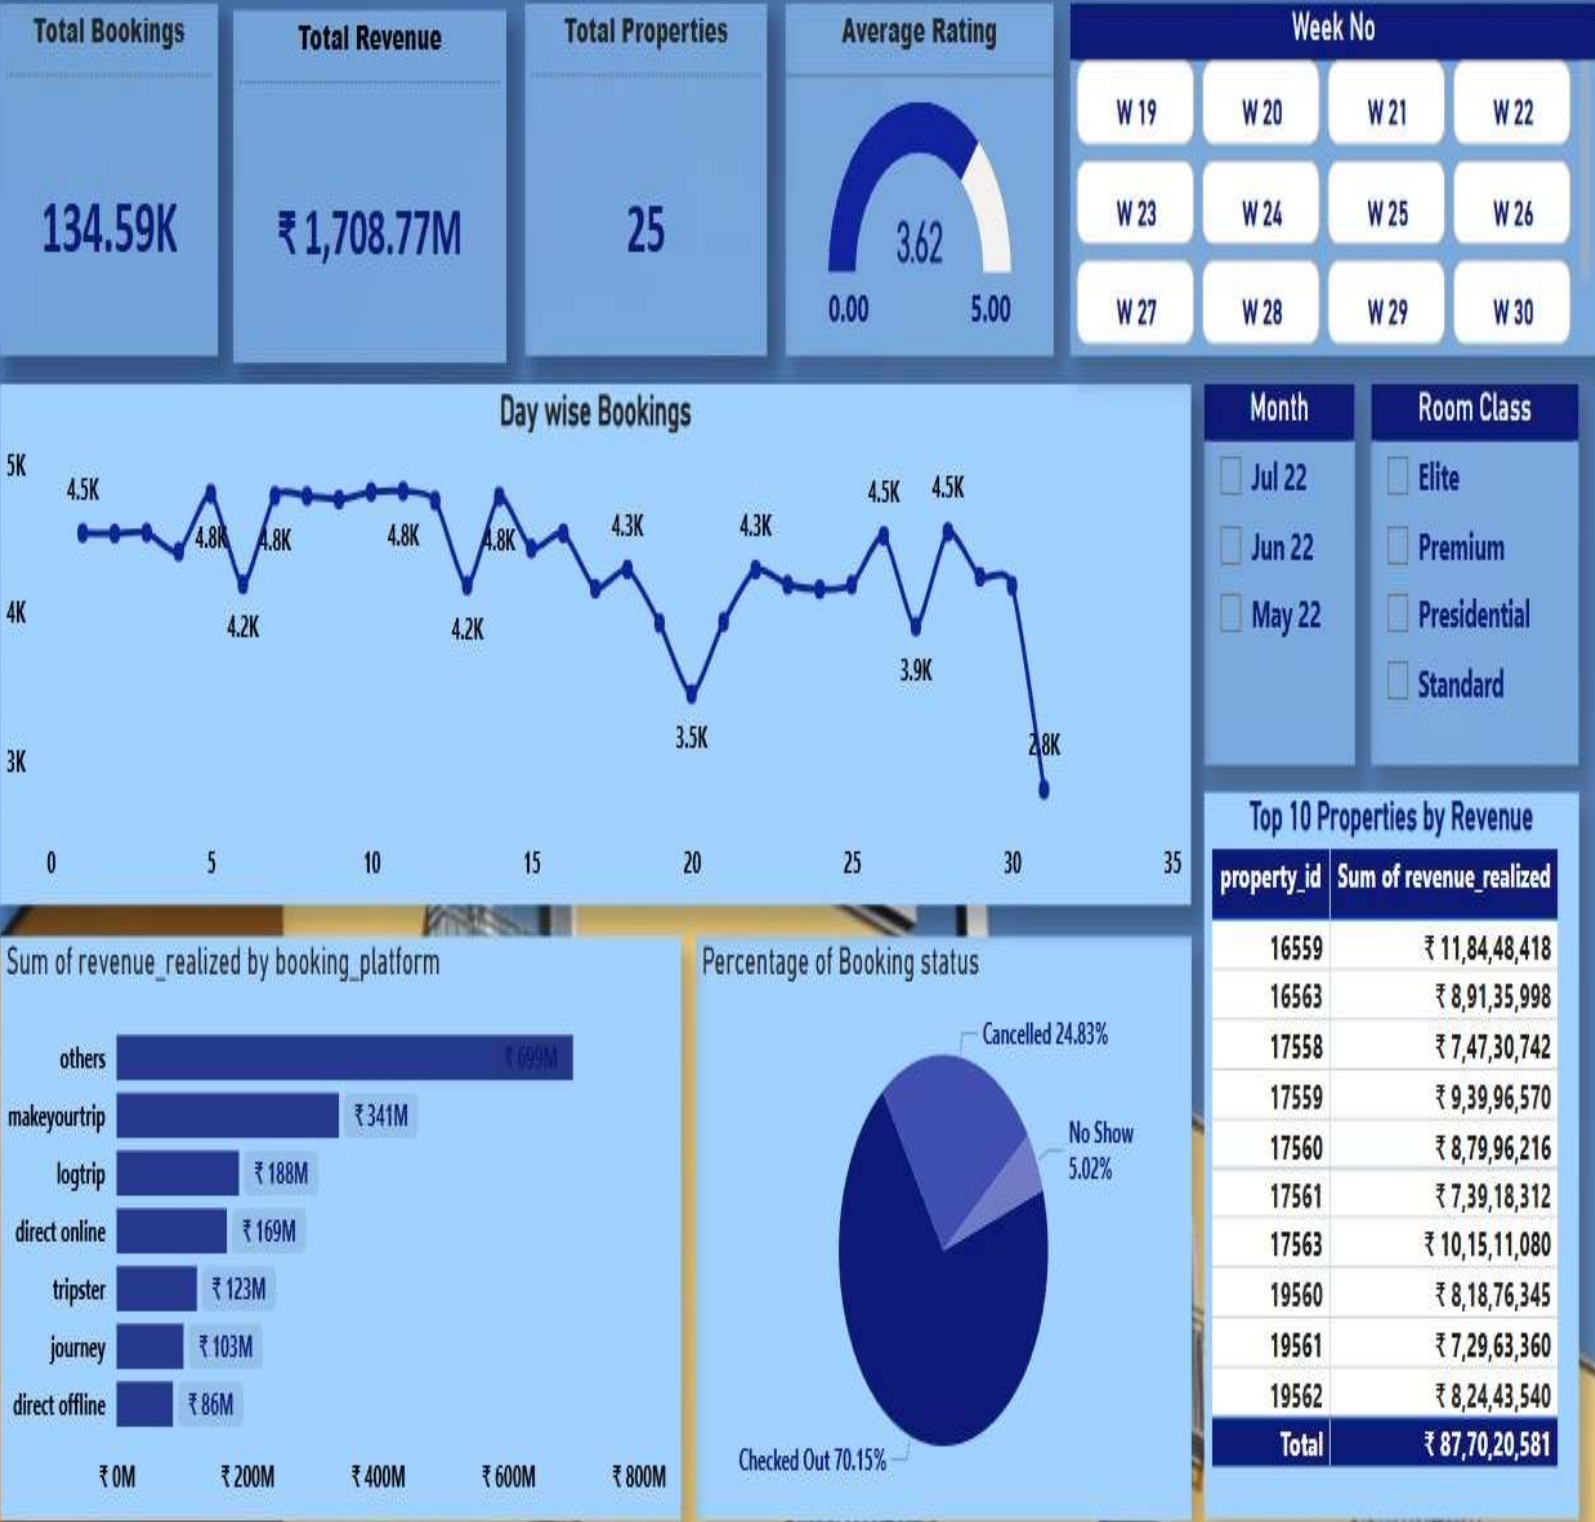 Total Bookings
134.59K
Total Revenue
₹ 1,708.77M
Total Properties
25
Average Rating
3.62
0.00 5.00
Week No
W 19 W 20 W 21 W 22
W 23 W 24 W 25 W 26
W 27 W 28 W 29 W 30
Day wise Bookings
5K
4K
3K
4.5K
4.8K
4.2K
4.8K
4.8K
4.2K
4.8K
4.3K
3.5K
4.3K
4.5K
3.9K
4.5K
2.8K
0 5 10 15 20 25 30 35
Month
Jul 22
Jun 22
May 22
Room Class
Elite
Premium
Presidential
Standard
Sum of revenue_realized by booking_platform
others ₹ 699M
makeyourtrip ₹ 341M
logtrip ₹ 188M
direct online ₹ 169M
tripster ₹ 123M
journey ₹ 103M
direct offline ₹ 86M
₹ 0M ₹ 200M ₹ 400M ₹ 600M ₹ 800M
Percentage of Booking status
Cancelled 24.83%
No Show
5.02%
Checked Out 70.15%
Top 10 Properties by Revenue
property_id Sum of revenue_realized
16559 ₹ 11,84,48,418
16563 ₹ 8,91,35,998
17558 ₹ 7,47,30,742
17559 ₹ 9,39,96,570
17560 ₹ 8,79,96,216
17561 ₹ 7,39,18,312
17563 ₹ 10,15,11,080
19560 ₹ 8,18,76,345
19561 ₹ 7,29,63,360
19562 ₹ 8,24,43,540
Total ₹ 87,70,20,581